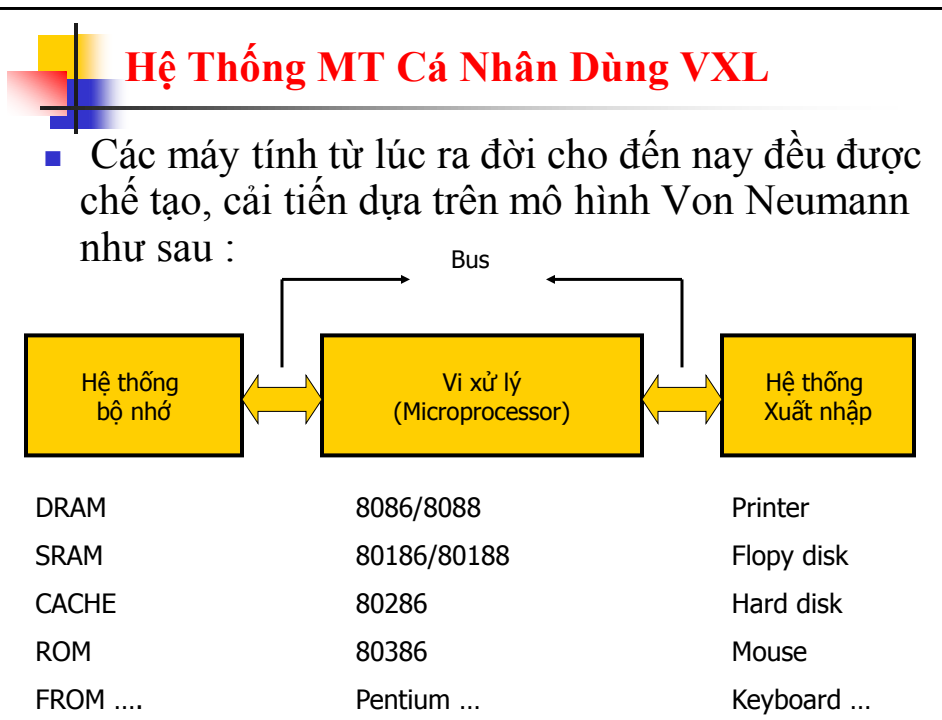 Hệ Thống MT Cá Nhân Dùng VXL
Các máy tính từ lúc ra đời cho đến nay đều được
chế tạo, cải tiến dựa trên mô hình Von Neumann
như sau :
Bus
Hệ thống
bộ nhớ
Vi xử lý
(Microprocessor)
Hệ thống
Xuất nhập
DRAM
8086/8088
Printer
SRAM
80186/80188
Flopy disk
CACHE
80286
Hard disk
ROM
80386
Mouse
FROM ….
Pentium …
Keyboard …